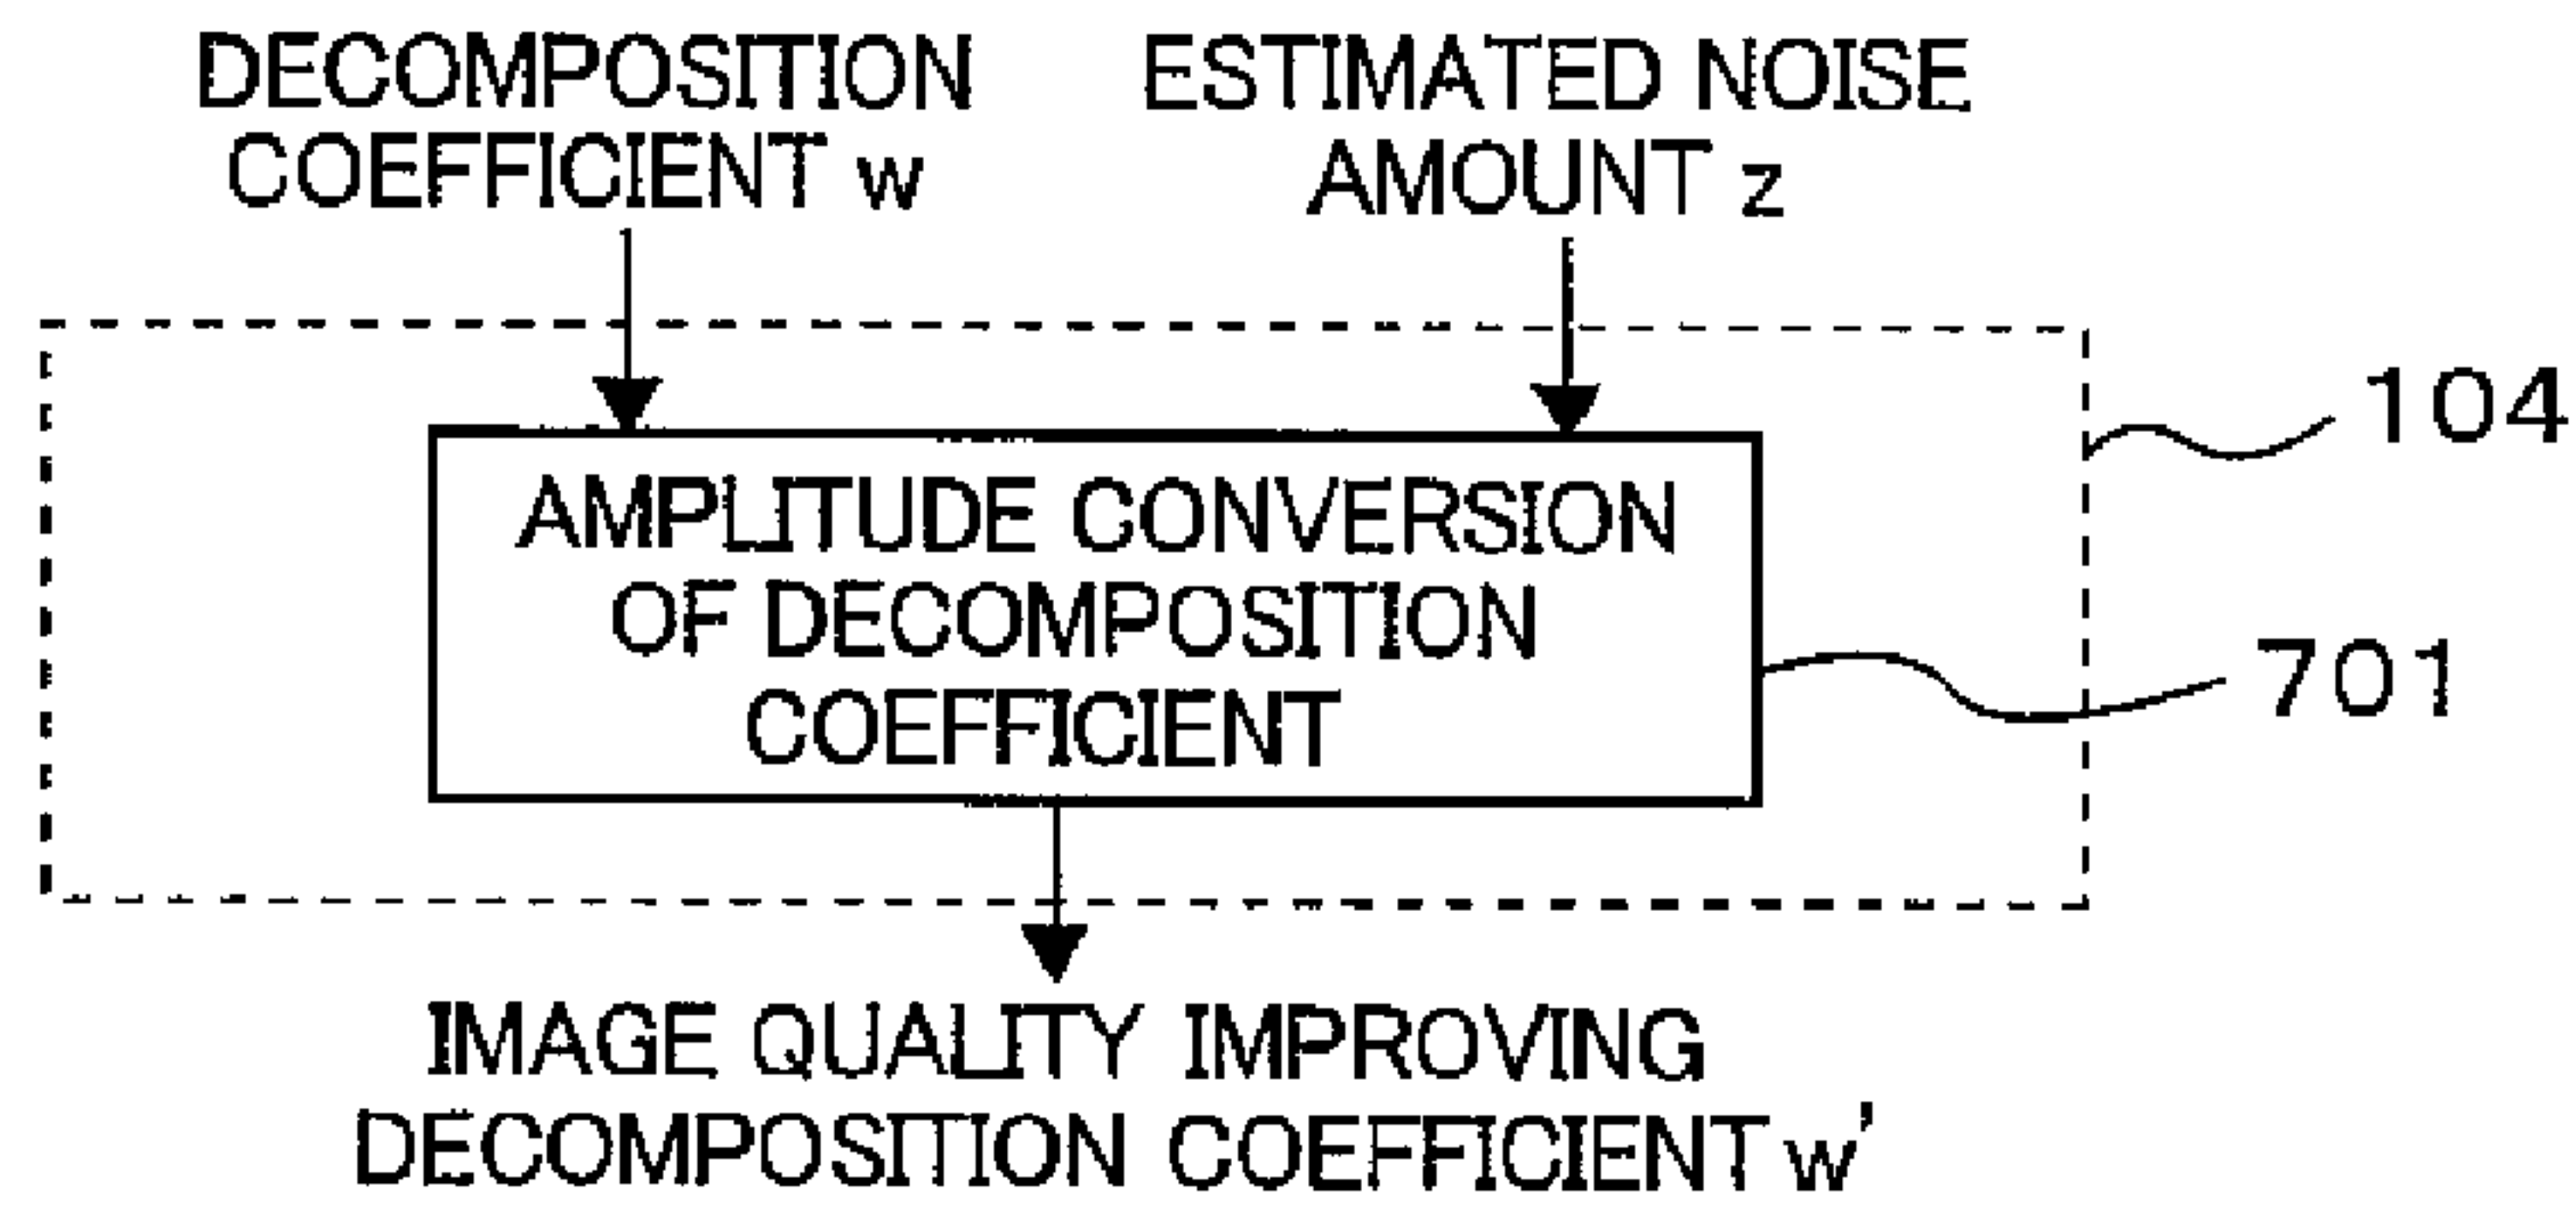 DECOMPOSITION
COEFFICIENT w
ESTIMATED NOISE
AMOUNT z
104
AMPLITUDE CONVERSION
OF DECOMPOSITION
COEFFICIENT
701
IMAGE QUALITY IMPROVING
DECOMPOSITION COEFFICIENT w'